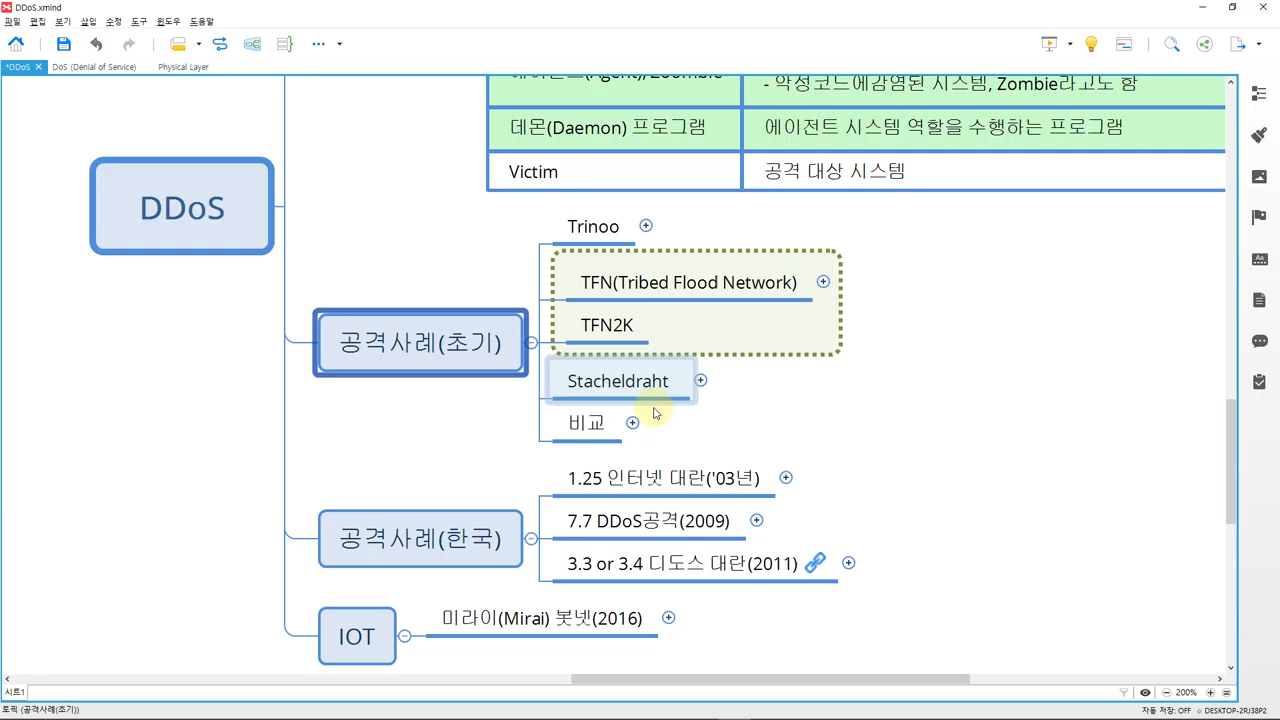 DDoS.xmind
파일 편집 보기 삽입 수정 도구 윈도우 도움말
*DDoS DoS (Denial of Service) Physical Layer
에이전트(Agent), Zoombie
- 악성코드에감염된 시스템, Zombie라고도 함
데몬(Daemon) 프로그램
에이전트 시스템 역할을 수행하는 프로그램
Victim
공격 대상 시스템
DDoS
공격사례(초기)
Trinoo
TFN(Tribed Flood Network)
TFN2K
Stacheldraht
비교
공격사례(한국)
1.25 인터넷 대란('03년)
7.7 DDoS공격(2009)
3.3 or 3.4 디도스 대란(2011)
IOT
미라이(Mirai) 봇넷(2016)
시트1
200%
토픽 (공격사례(초기))
자동 저장: OFF DESKTOP-2RJ38P2